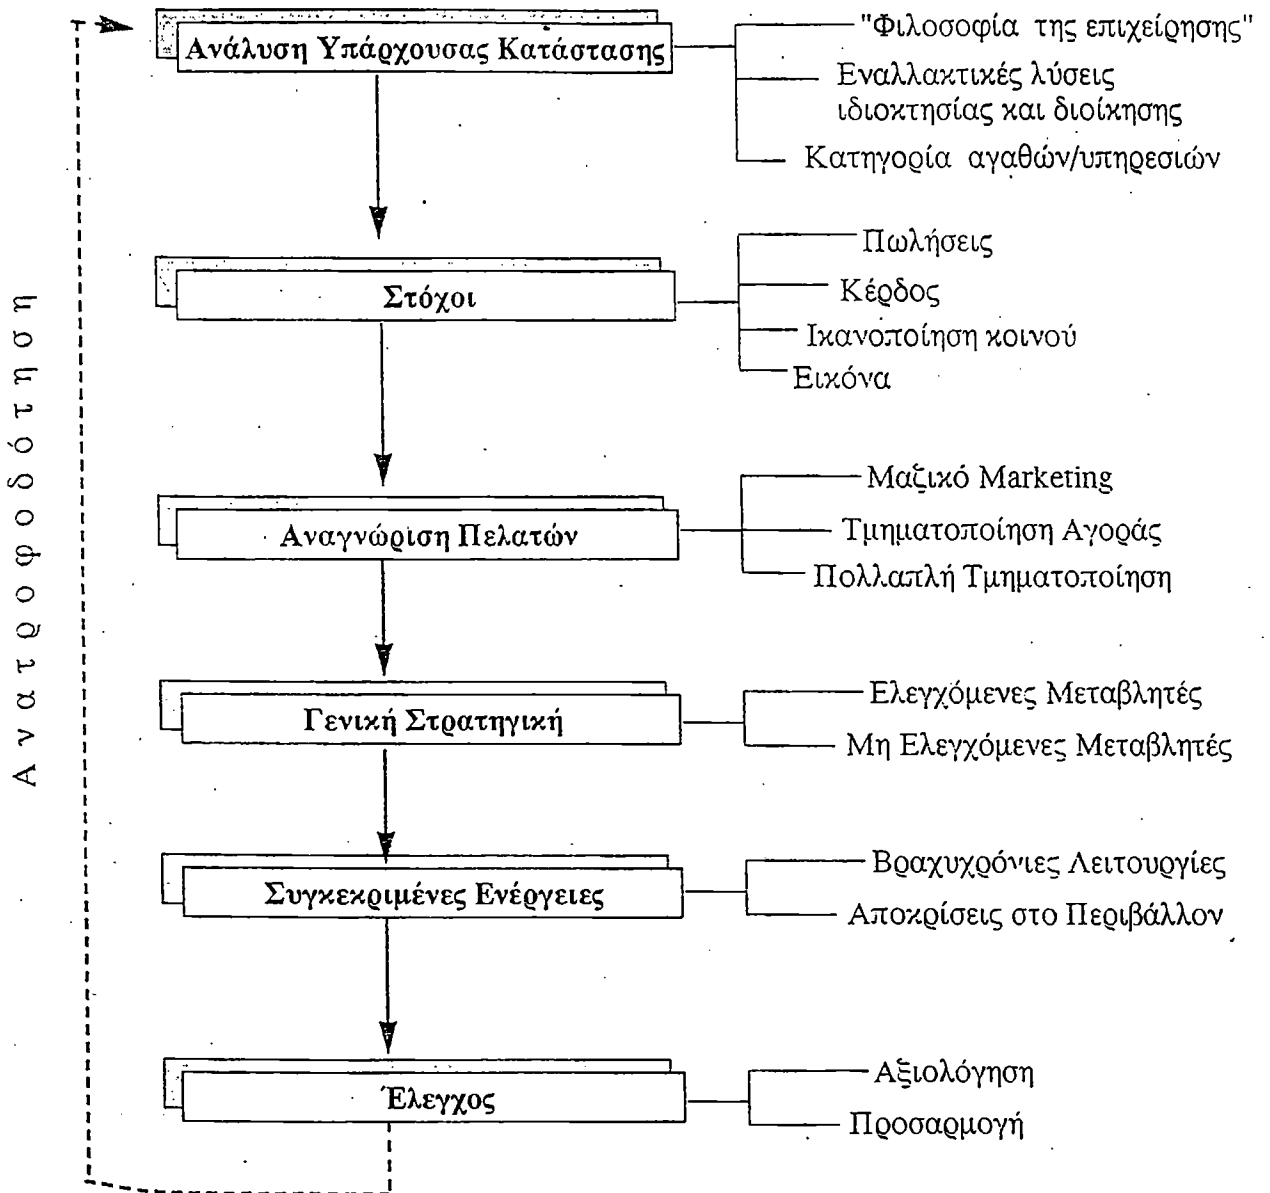 Ανάλυση Υπάρχουσας Κατάστασης
"Φιλοσοφία της επιχείρησης"
Εναλλακτικές λύσεις
ιδιοκτησίας και διοίκησης
Κατηγορία αγαθών/υπηρεσιών
Στόχοι
Πωλήσεις
Κέρδος
Ικανοποίηση κοινού
Εικόνα
Αναγνώριση Πελατών
Μαζικό Marketing
Τμηματοποίηση Αγοράς
Πολλαπλή Τμηματοποίηση
Γενική Στρατηγική
Ελεγχόμενες Μεταβλητές
Μη Ελεγχόμενες Μεταβλητές
Συγκεκριμένες Ενέργειες
Βραχυχρόνιες Λειτουργίες
Αποκρίσεις στο Περιβάλλον
Έλεγχος
Αξιολόγηση
Προσαρμογή